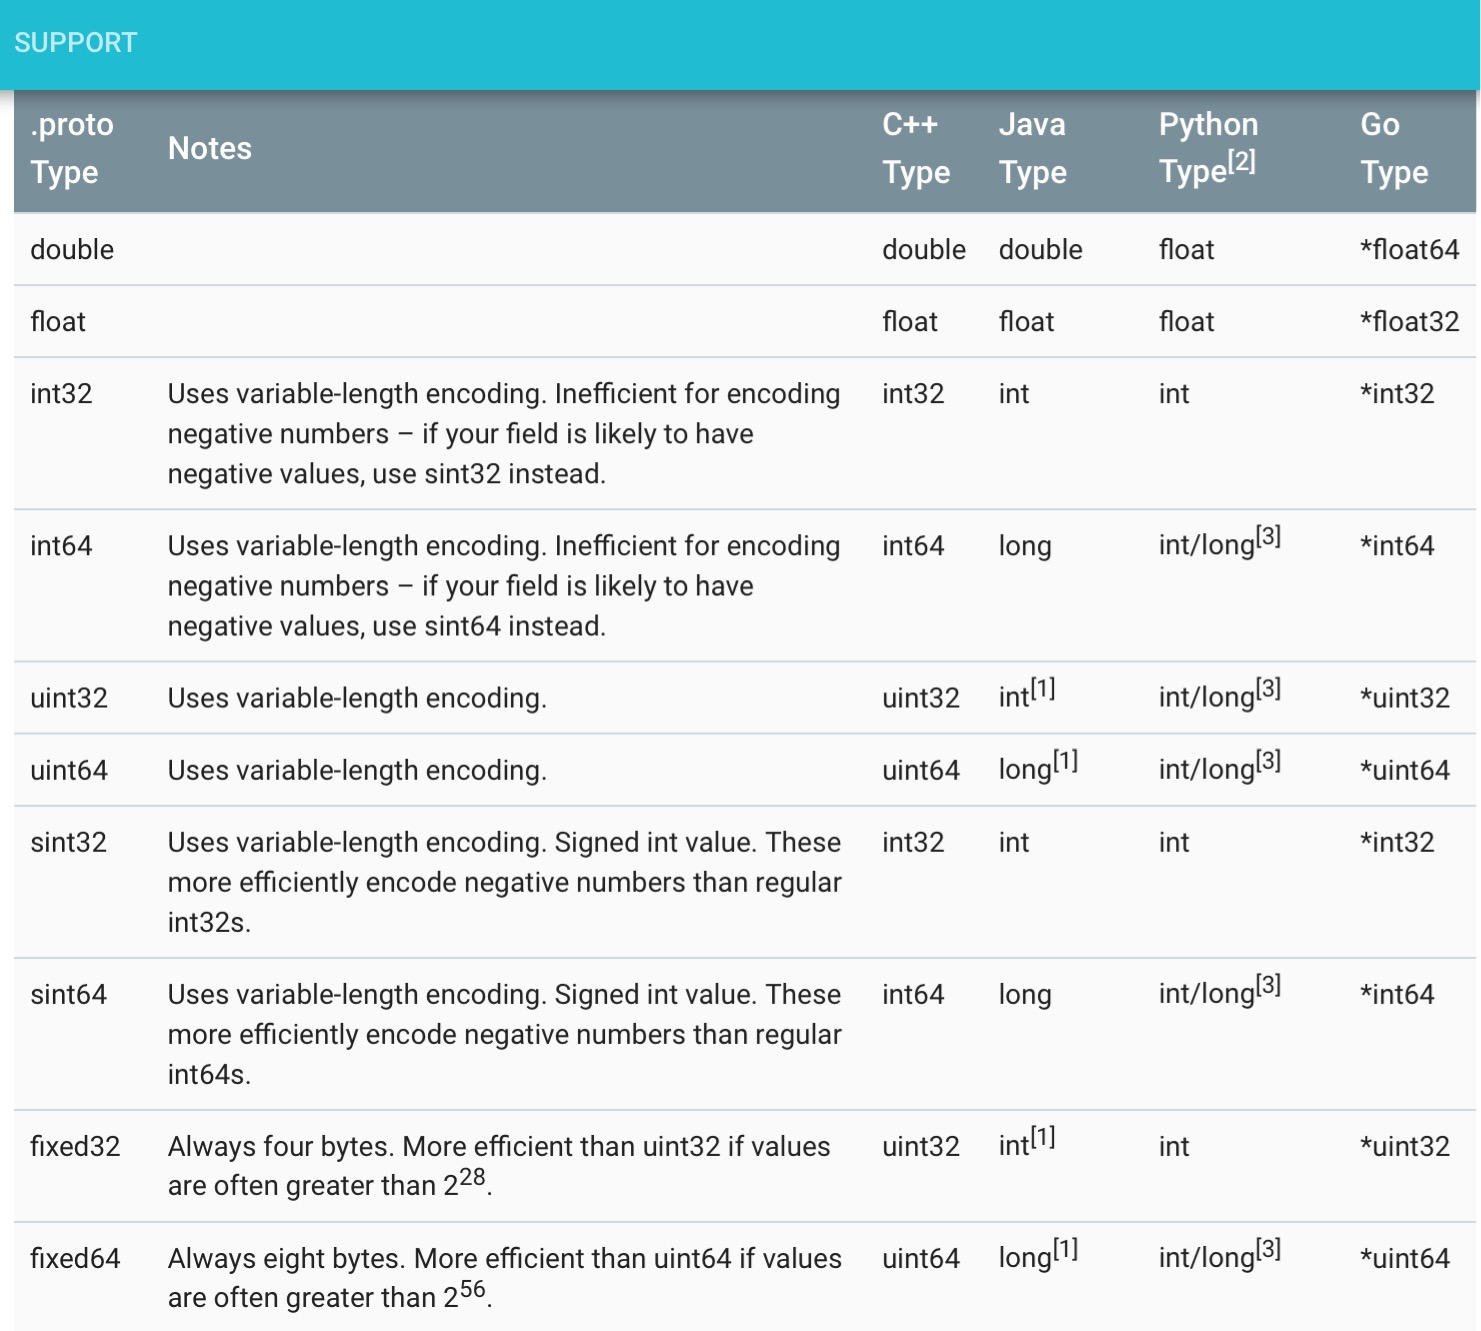 SUPPORT
.proto Type Notes C++ Type Java Type Python Type[2] Go Type
double double double float *float64
float float float float *float32
int32 Uses variable-length encoding. Inefficient for encoding int32 int int *int32
negative numbers – if your field is likely to have
negative values, use sint32 instead.
int64 Uses variable-length encoding. Inefficient for encoding int64 long int/long[3] *int64
negative numbers – if your field is likely to have
negative values, use sint64 instead.
uint32 Uses variable-length encoding. uint32 int[1] int/long[3] *uint32
uint64 Uses variable-length encoding. uint64 long[1] int/long[3] *uint64
sint32 Uses variable-length encoding. Signed int value. These int32 int int *int32
more efficiently encode negative numbers than regular
int32s.
sint64 Uses variable-length encoding. Signed int value. These int64 long int/long[3] *int64
more efficiently encode negative numbers than regular
int64s.
fixed32 Always four bytes. More efficient than uint32 if values uint32 int[1] int *uint32
are often greater than 2²⁸.
fixed64 Always eight bytes. More efficient than uint64 if values uint64 long[1] int/long[3] *uint64
are often greater than 2⁵⁶.